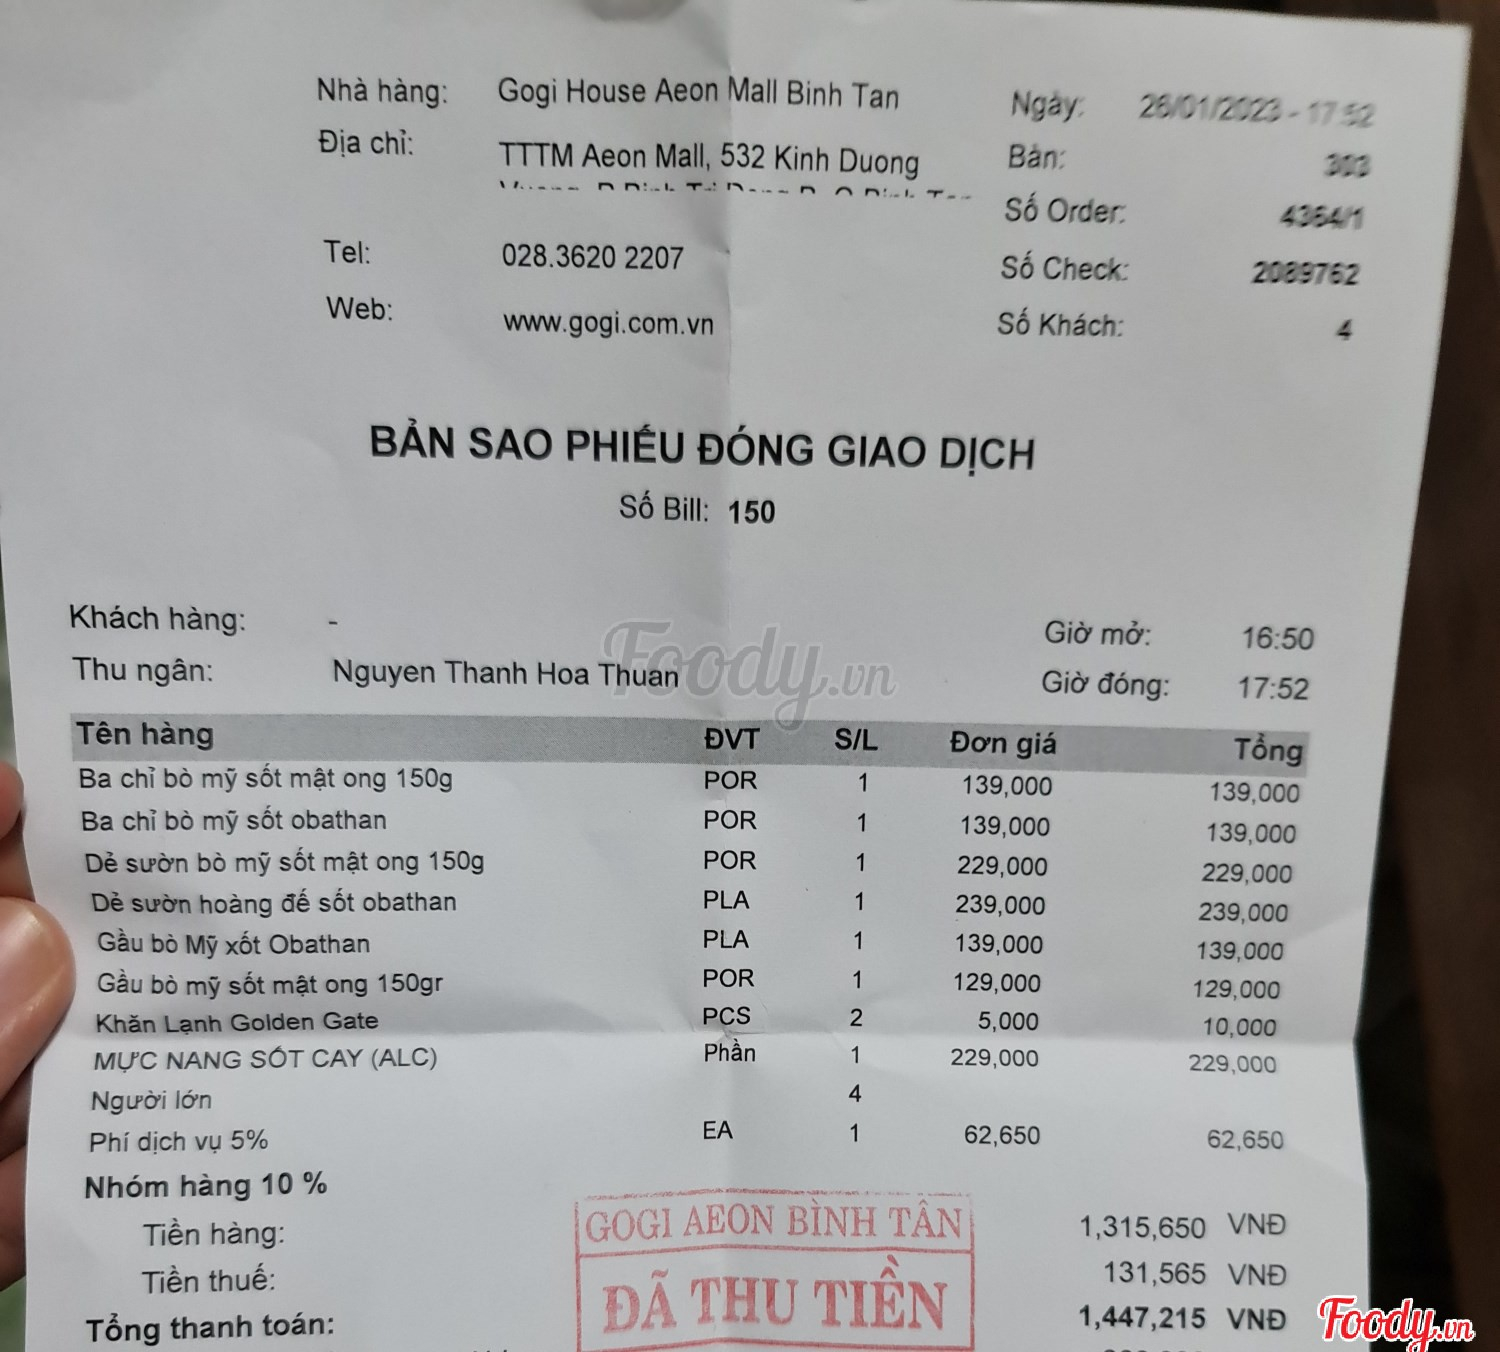 Nhà hàng: Gogi House Aeon Mall Binh Tan Ngày: 26/01/2023 - 17:52
Địa chỉ: TTTM Aeon Mall, 532 Kinh Duong Bàn: 303
Số Order: 4364/1
Tel: 028.3620 2207 Số Check: 2089762
Web: www.gogi.com.vn Số Khách: 4
BẢN SAO PHIẾU ĐÓNG GIAO DỊCH
Số Bill: 150
Khách hàng: - Giờ mở: 16:50
Thu ngân: Nguyen Thanh Hoa Thuan Giờ đóng: 17:52
Foody.vn
Tên hàng ĐVT S/L Đơn giá Tổng
Ba chỉ bò mỹ sốt mật ong 150g POR 1 139,000 139,000
Ba chỉ bò mỹ sốt obathan POR 1 139,000 139,000
Dẻ sườn bò mỹ sốt mật ong 150g POR 1 229,000 229,000
Dẻ sườn hoàng đế sốt obathan PLA 1 239,000 239,000
Gầu bò Mỹ xốt Obathan PLA 1 139,000 139,000
Gầu bò mỹ sốt mật ong 150gr POR 1 129,000 129,000
Khăn Lạnh Golden Gate PCS 2 5,000 10,000
MỰC NANG SỐT CAY (ALC) Phần 1 229,000 229,000
Người lớn 4
Phí dịch vụ 5% EA 1 62,650 62,650
Nhóm hàng 10 %
Tiền hàng: 1,315,650 VNĐ
Tiền thuế: 131,565 VNĐ
Tổng thanh toán: 1,447,215 VNĐ
GOGI AEON BÌNH TÂN
ĐÃ THU TIỀN
Foody.vn